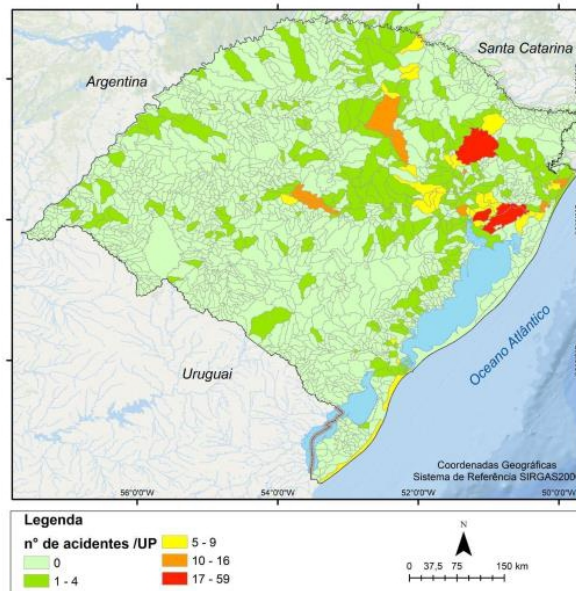 Santa Catarina
Argentina
Oceano Atlântico
Uruguai
Coordenadas Geográficas
Sistema de Referência SIRGAS2000
56°0'0"W
54°0'0"W
52°0'0"W
50°0'0"W
Legenda
n° de acidentes /UP
0
1 - 4
5 - 9
10 - 16
17 - 59
N
0 37,5 75 150 km